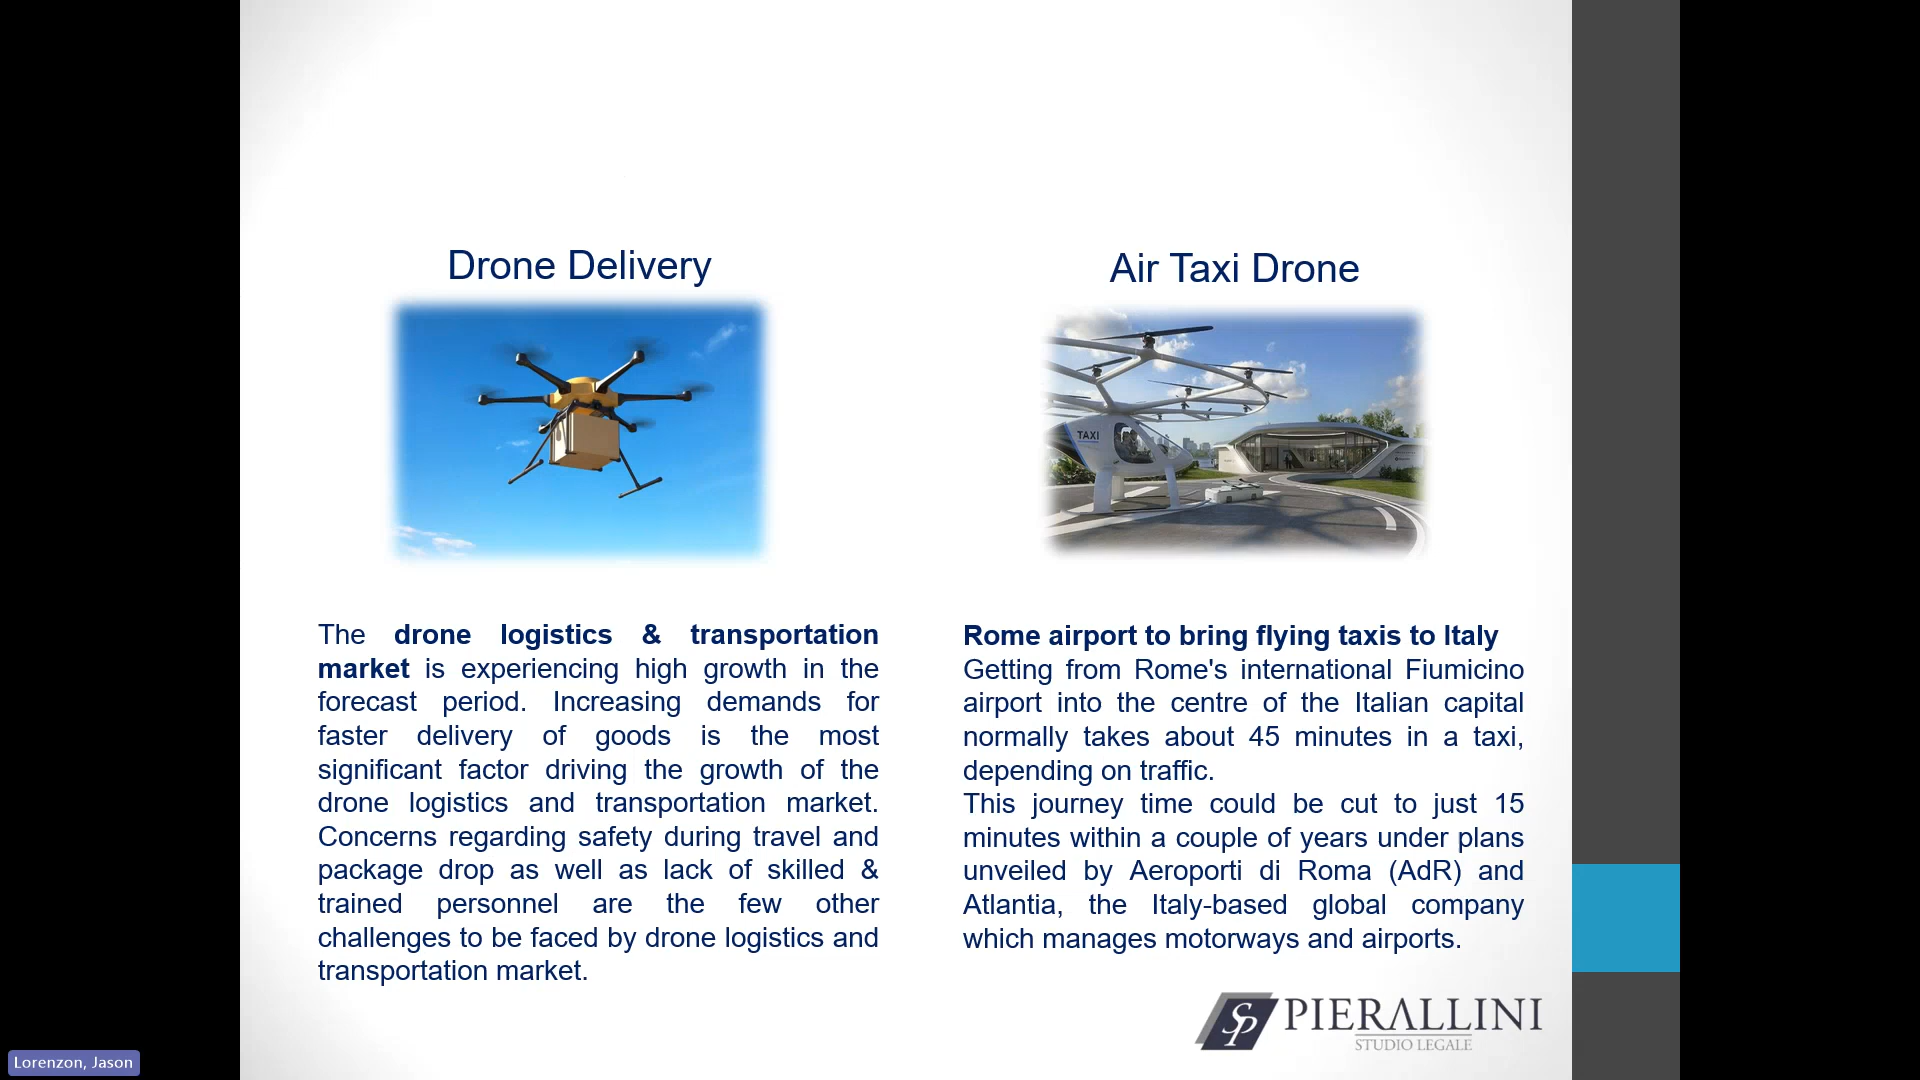 Drone Delivery
The drone logistics & transportation
market is experiencing high growth in the
forecast period. Increasing demands for
faster delivery of goods is the most
significant factor driving the growth of the
drone logistics and transportation market.
Concerns regarding safety during travel and
package drop as well as lack of skilled &
trained personnel are the few other
challenges to be faced by drone logistics and
transportation market.
Air Taxi Drone
TAXI
Rome airport to bring flying taxis to Italy
Getting from Rome's international Fiumicino
airport into the centre of the Italian capital
normally takes about 45 minutes in a taxi,
depending on traffic.
This journey time could be cut to just 15
minutes within a couple of years under plans
unveiled by Aeroporti di Roma (AdR) and
Atlantia, the Italy-based global company
which manages motorways and airports.
SP PIERALLINI
STUDIO LEGALE
Lorenzon, Jason